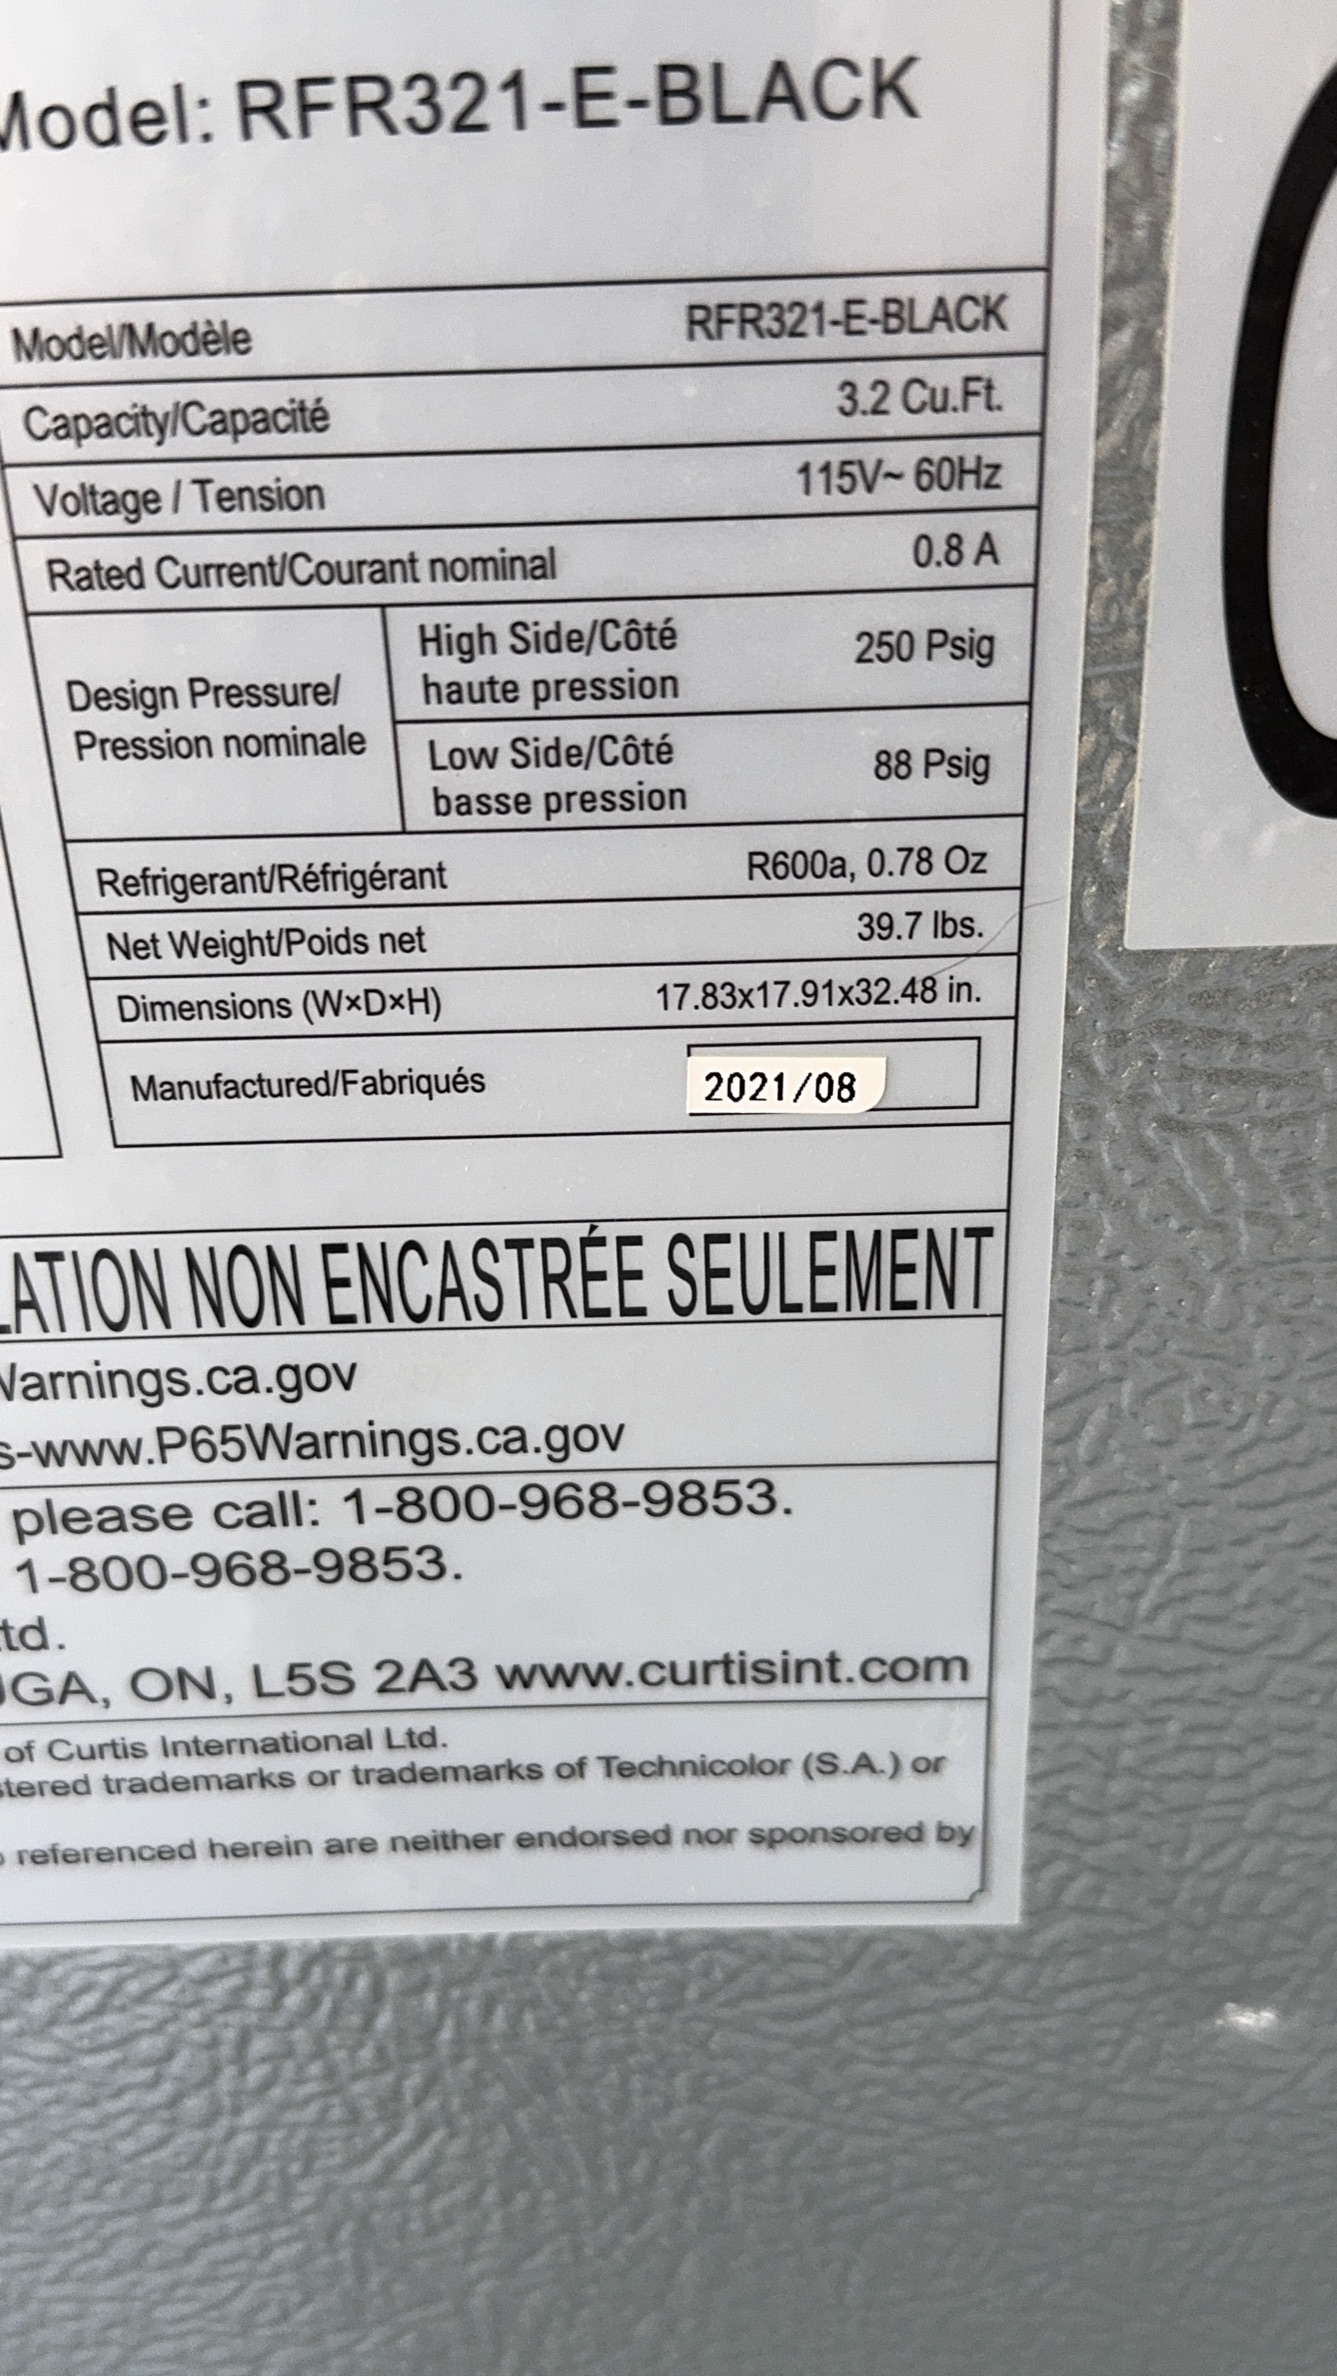 Model: RFR321-E-BLACK
Model/Modèle RFR321-E-BLACK
Capacity/Capacité 3.2 Cu.Ft.
Voltage / Tension 115V~ 60Hz
Rated Current/Courant nominal 0.8 A
Design Pressure/
Pression nominale
High Side/Côté
haute pression
250 Psig
Low Side/Côté
basse pression
88 Psig
Refrigerant/Réfrigérant R600a, 0.78 Oz
Net Weight/Poids net 39.7 lbs.
Dimensions (W×D×H) 17.83x17.91x32.48 in.
Manufactured/Fabriqués 2021/08
LATION NON ENCASTRÉE SEULEMENT
Warnings.ca.gov
s-www.P65Warnings.ca.gov
please call: 1-800-968-9853.
1-800-968-9853.
td.
UGA, ON, L5S 2A3 www.curtisint.com
of Curtis International Ltd.
stered trademarks or trademarks of Technicolor (S.A.) or
referenced herein are neither endorsed nor sponsored by